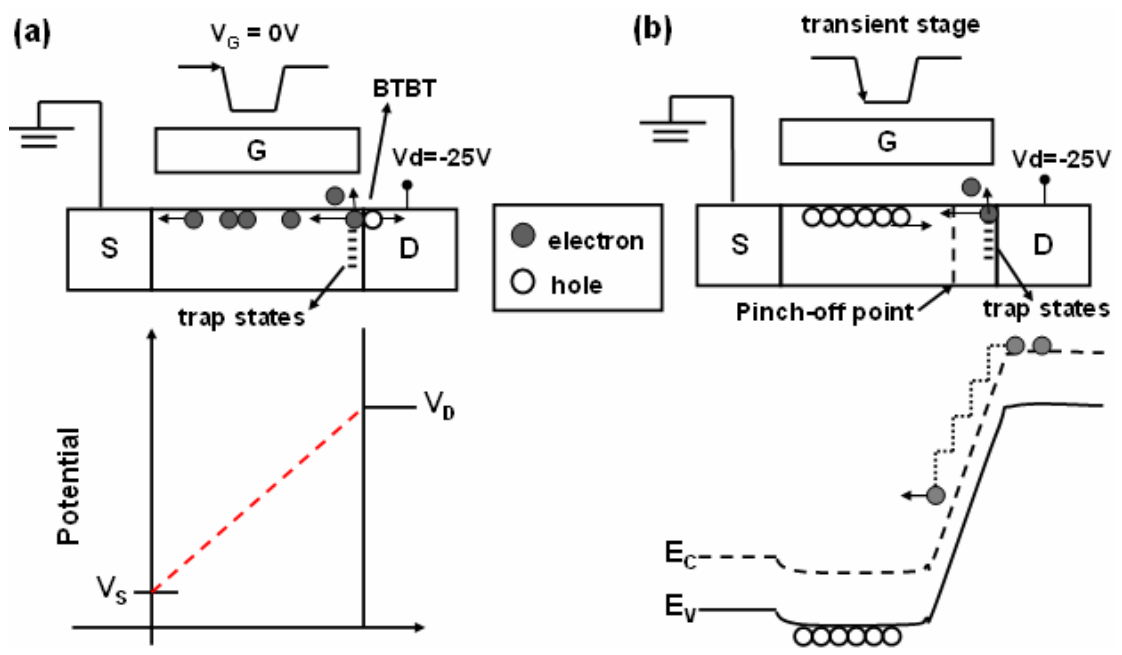 (a)
V_G = 0V
BTBT
G
Vd=-25V
S
D
trap states
Potential
V_D
V_S
electron
hole
(b)
transient stage
G
Vd=-25V
S
D
Pinch-off point
trap states
E_C
E_V